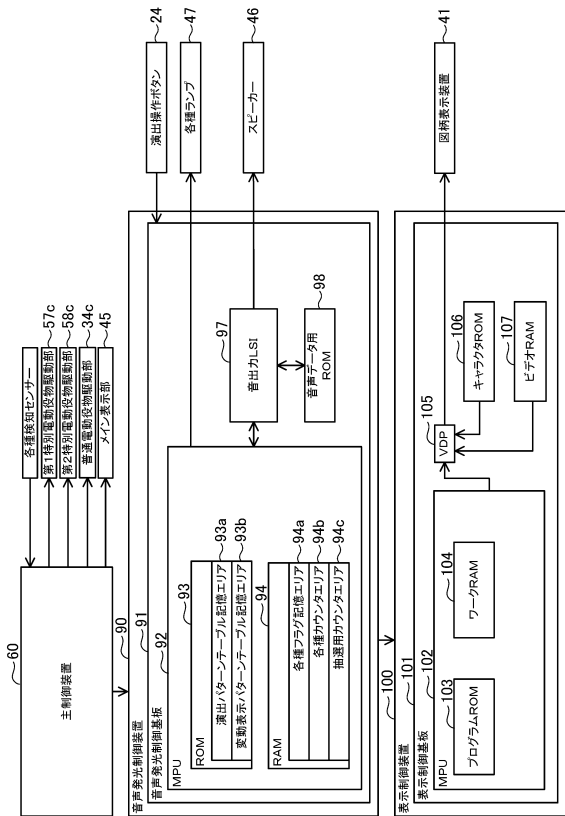 60
主制御装置
各種検知センサー
第1特別電動役物駆動部
57c
第2特別電動役物駆動部
58c
普通電動役物駆動部
34c
メイン表示部
45
90
音声発光制御装置
91
音声発光制御基板
92
MPU
93
ROM
演出パターンテーブル記憶エリア
93a
変動表示パターンテーブル記憶エリア
93b
94
RAM
各種フラグ記憶エリア
94a
各種カウンタエリア
94b
抽選用カウンタエリア
94c
97
音出力LSI
98
音声データ用
ROM
演出操作ボタン
24
各種ランプ
47
スピーカー
46
100
表示制御装置
101
表示制御基板
102
MPU
103
プログラムROM
104
ワークRAM
105
VDP
106
キャラクタROM
107
ビデオRAM
図柄表示装置
41